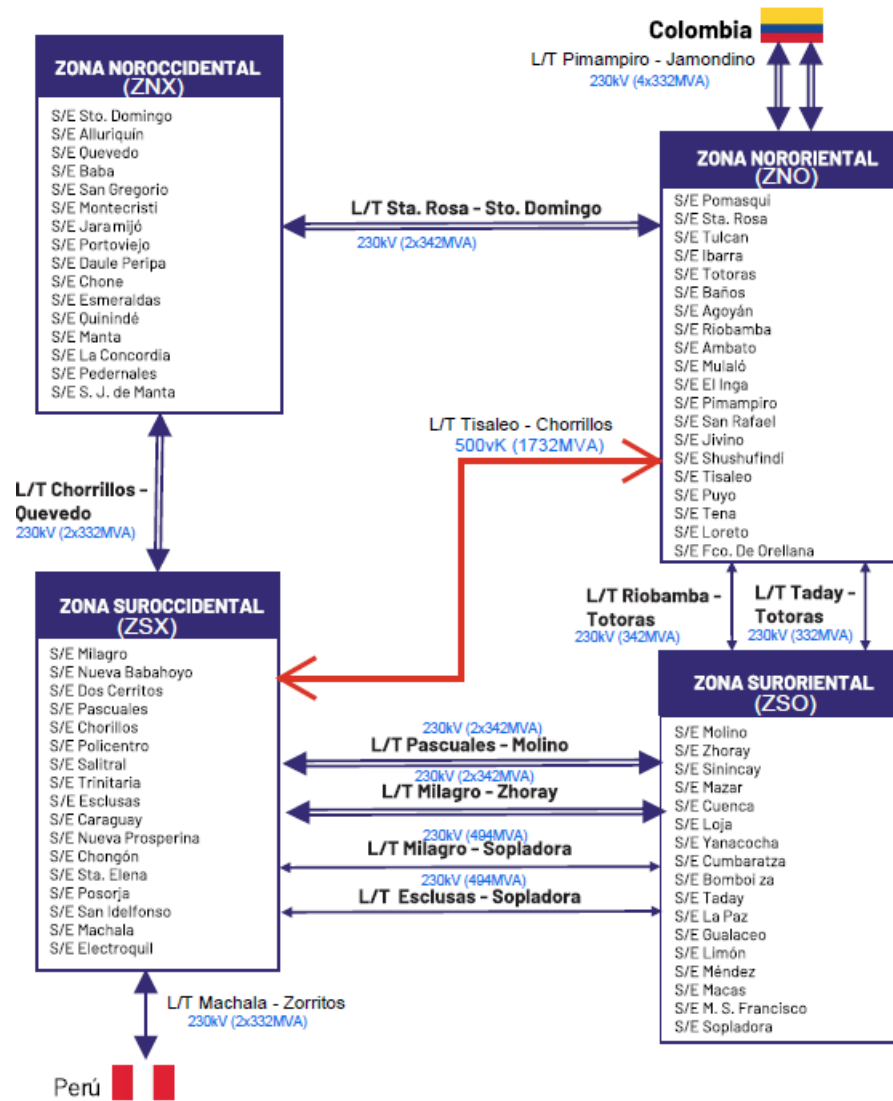 Colombia
L/T Pimampiro - Jamondino
230kV (4x332MVA)
ZONA NOROCCIDENTAL
(ZNX)
S/E Sto. Domingo
S/E Alluriquín
S/E Quevedo
S/E Baba
S/E San Gregorio
S/E Montecristi
S/E Jaramijó
S/E Portoviejo
S/E Daule Peripa
S/E Chone
S/E Esmeraldas
S/E Quinindé
S/E Manta
S/E La Concordia
S/E Pedernales
S/E S. J. de Manta
L/T Sta. Rosa - Sto. Domingo
230kV (2x342MVA)
ZONA NORORIENTAL
(ZNO)
S/E Pomasqui
S/E Sta. Rosa
S/E Tulcan
S/E Ibarra
S/E Totoras
S/E Baños
S/E Agoyán
S/E Riobamba
S/E Ambato
S/E Mulaló
S/E El Inga
S/E Pimampiro
S/E San Rafael
S/E Jivino
S/E Shushufindi
S/E Tisaleo
S/E Puyo
S/E Tena
S/E Loreto
S/E Fco. De Orellana
L/T Tisaleo - Chorrillos
500vK (1732MVA)
L/T Chorrillos -
Quevedo
230kV (2x332MVA)
L/T Riobamba -
Totoras
230kV (342MVA)
L/T Taday -
Totoras
230kV (332MVA)
ZONA SUROCCIDENTAL
(ZSX)
S/E Milagro
S/E Nueva Babahoyo
S/E Dos Cerritos
S/E Pascuales
S/E Chorillos
S/E Policentro
S/E Salitral
S/E Trinitaria
S/E Esclusas
S/E Caraguay
S/E Nueva Prosperina
S/E Chongón
S/E Sta. Elena
S/E Posorja
S/E San Idelfonso
S/E Machala
S/E Electroquil
230kV (2x342MVA)
L/T Pascuales - Molino
230kV (2x342MVA)
L/T Milagro - Zhoray
230kV (494MVA)
L/T Milagro - Sopladora
230kV (494MVA)
L/T Esclusas - Sopladora
ZONA SURORIENTAL
(ZSO)
S/E Molino
S/E Zhoray
S/E Sinincay
S/E Mazar
S/E Cuenca
S/E Loja
S/E Yanacocha
S/E Cumbaratza
S/E Bomboi za
S/E Taday
S/E La Paz
S/E Gualaceo
S/E Limón
S/E Méndez
S/E Macas
S/E M. S. Francisco
S/E Sopladora
L/T Machala - Zorritos
230kV (2x332MVA)
Perú